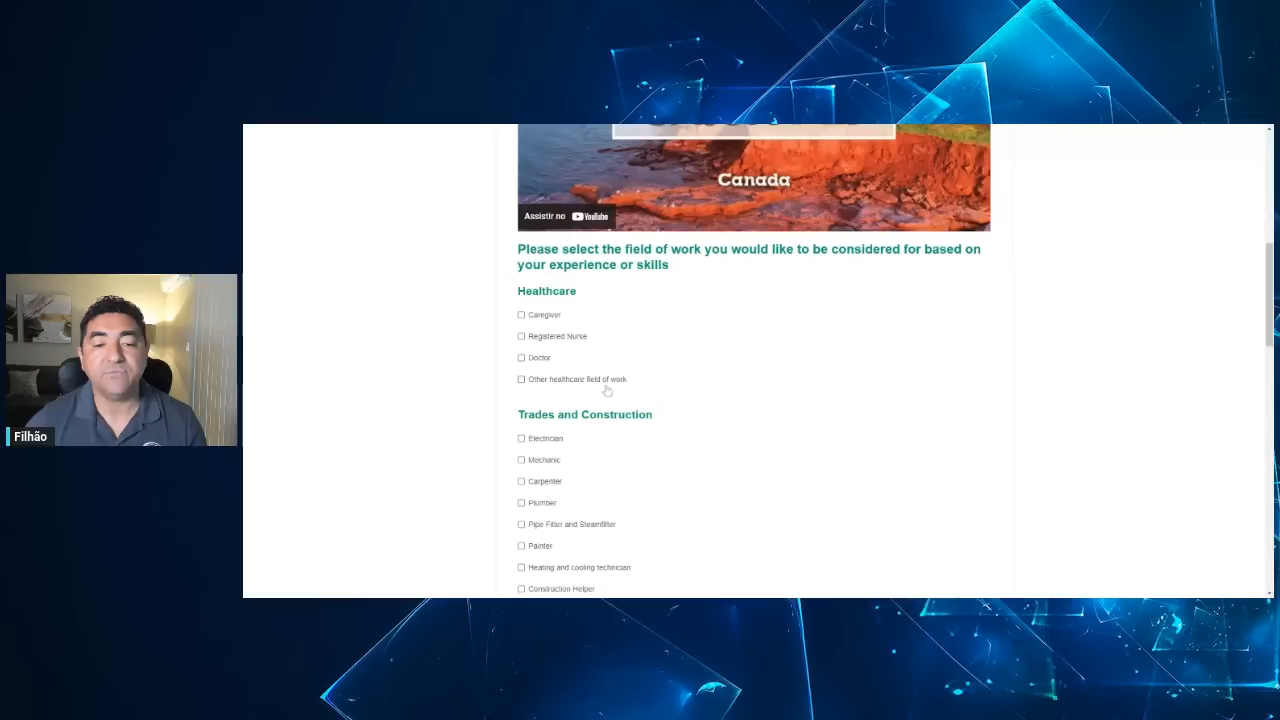 Canada
Assistir no YouTube
Please select the field of work you would like to be considered for based on
your experience or skills
Healthcare
Caregiver
Registered Nurse
Doctor
Other healthcare field of work
Filhão
Trades and Construction
Electrician
Mechanic
Carpenter
Plumber
Pipe Fitter and Steamfitter
Painter
Heating and cooling technician
Construction Helper